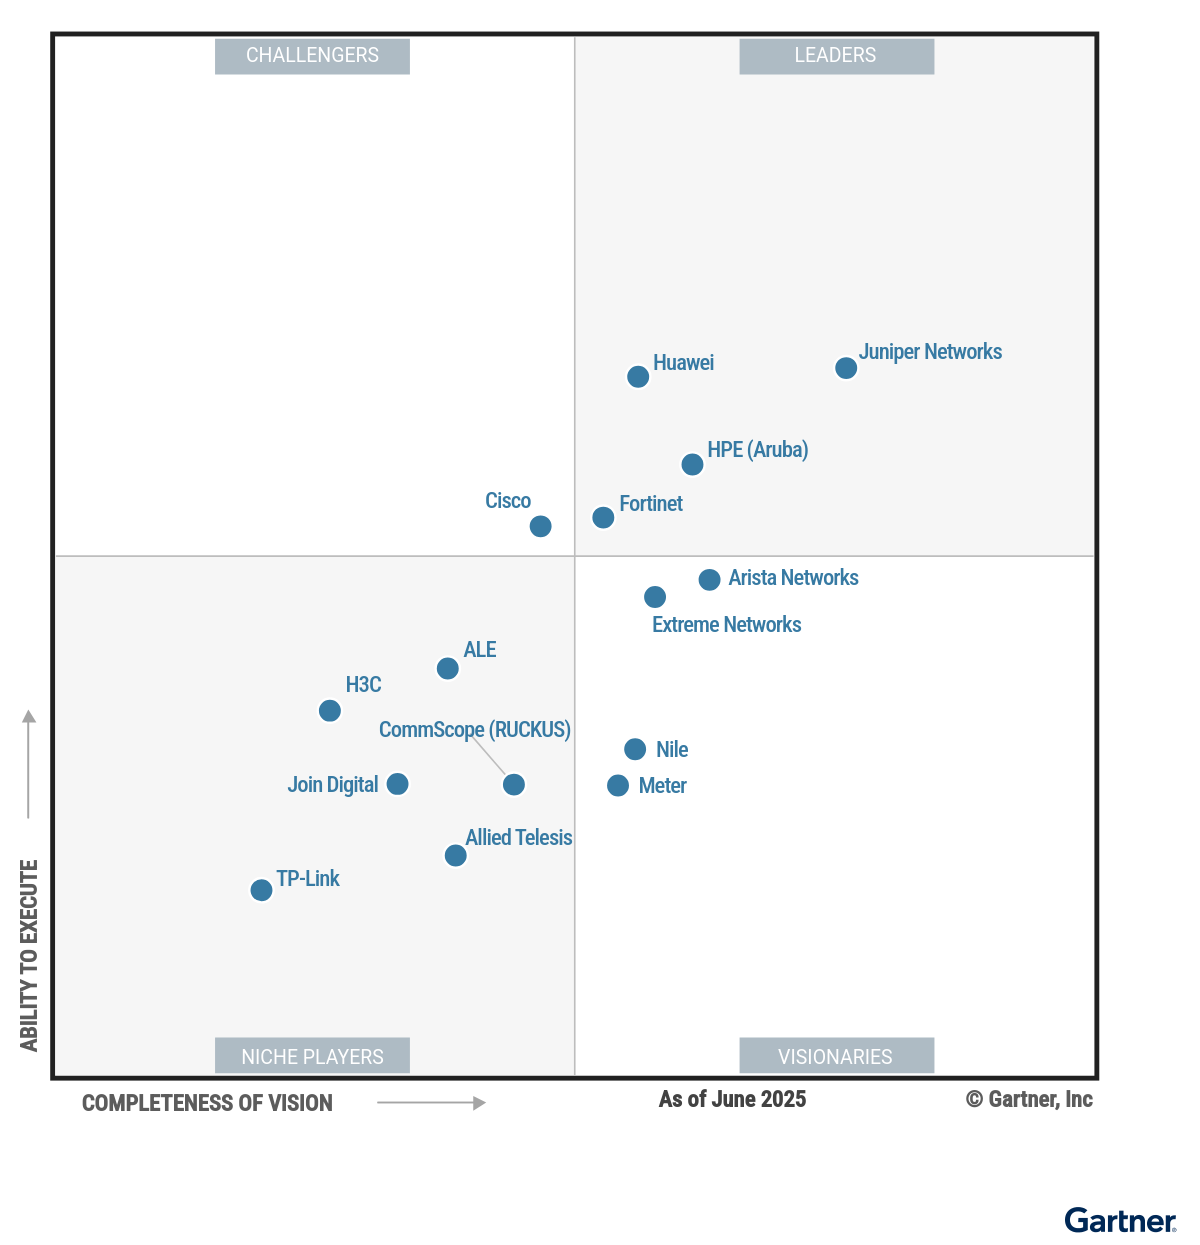 CHALLENGERS
LEADERS
Juniper Networks
Huawei
HPE (Aruba)
Cisco
Fortinet
Arista Networks
Extreme Networks
ALE
H3C
CommScope (RUCKUS)
Nile
Join Digital
Meter
Allied Telesis
TP-Link
ABILITY TO EXECUTE
NICHE PLAYERS
VISIONARIES
COMPLETENESS OF VISION
As of June 2025
© Gartner, Inc
Gartner®